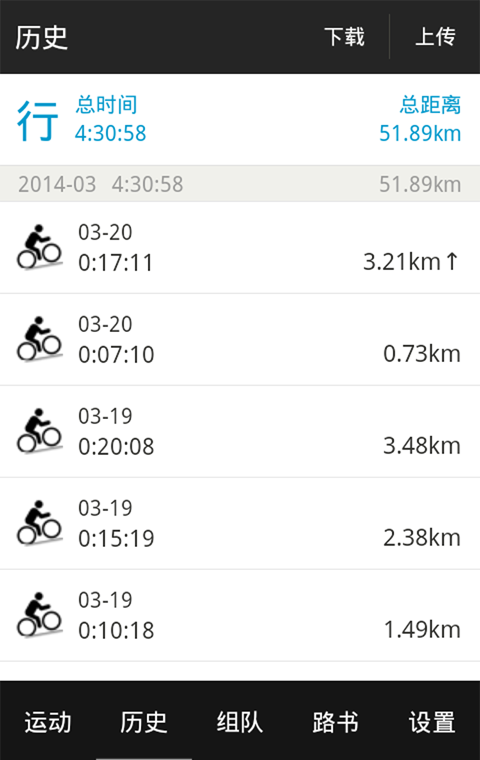 历史 下载 上传
行 总时间 总距离
4:30:58 51.89km
2014-03 4:30:58 51.89km
03-20
0:17:11 3.21km↑
03-20
0:07:10 0.73km
03-19
0:20:08 3.48km
03-19
0:15:19 2.38km
03-19
0:10:18 1.49km
运动 历史 组队 路书 设置